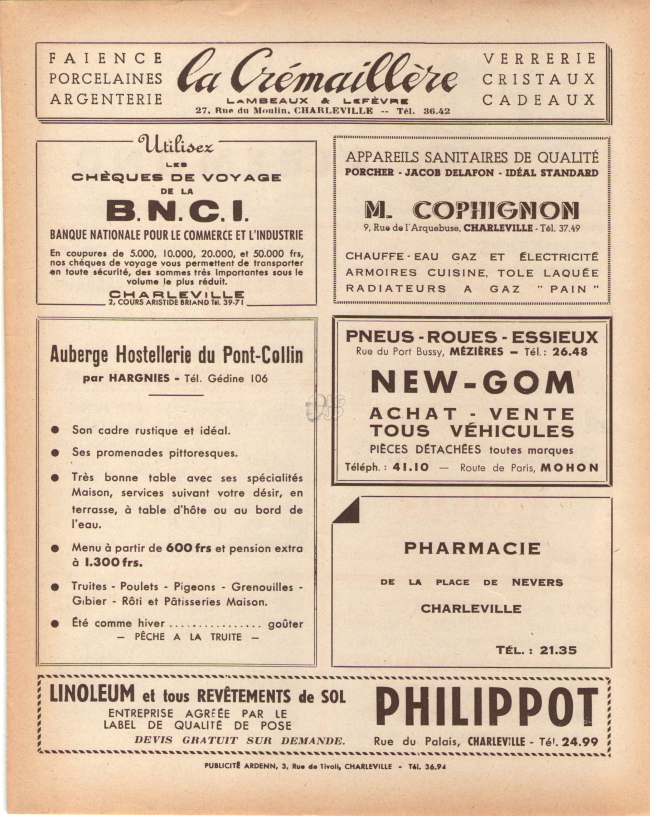 FAIENCE
PORCELAINES
ARGENTERIE
la Crémaillère
LAMBEAUX & LEFÈVRE
27, Rue du Moulin, CHARLEVILLE -- Tél. 36.42
VERRERIE
CRISTAUX
CADEAUX
Utilisez
LES
CHÈQUES DE VOYAGE
DE LA
B.N.C.I.
BANQUE NATIONALE POUR LE COMMERCE ET L'INDUSTRIE
En coupures de 5.000, 10.000, 20.000, et 50.000 frs,
nos chèques de voyage vous permettent de transporter
en toute sécurité, des sommes très importantes sous le
volume le plus réduit.
CHARLEVILLE
2, COURS ARISTIDE BRIAND Tél. 39-71
APPAREILS SANITAIRES DE QUALITÉ
PORCHER - JACOB DELAFON - IDÉAL STANDARD
M. COPHIGNON
9, Rue de l'Arquebuse, CHARLEVILLE - Tél. 37.49
CHAUFFE-EAU GAZ ET ÉLECTRICITÉ
ARMOIRES CUISINE, TOLE LAQUÉE
RADIATEURS A GAZ " PAIN "
Auberge Hostellerie du Pont-Collin
par HARGNIES - Tél. Gédine 106
● Son cadre rustique et idéal.
● Ses promenades pittoresques.
● Très bonne table avec ses spécialités
Maison, services suivant votre désir, en
terrasse, à table d'hôte ou au bord de
l'eau.
● Menu à partir de 600 frs et pension extra
à 1.300 frs.
● Truites - Poulets - Pigeons - Grenouilles -
Gibier - Rôti et Pâtisseries Maison.
● Été comme hiver ................ goûter
— PÊCHE A LA TRUITE —
PNEUS - ROUES - ESSIEUX
Rue du Port Bussy, MÉZIÈRES — Tél.: 26.48
NEW-GOM
ACHAT - VENTE
TOUS VÉHICULES
PIÈCES DÉTACHÉES toutes marques
Téléph. : 41.10 — Route de Paris, MOHON
PHARMACIE
DE LA PLACE DE NEVERS
CHARLEVILLE
TÉL. : 21.35
LINOLEUM et tous REVÊTEMENTS de SOL
ENTREPRISE AGRÉÉE PAR LE
LABEL DE QUALITÉ DE POSE
DEVIS GRATUIT SUR DEMANDE.
PHILIPPOT
Rue du Palais, CHARLEVILLE - Tél. 24.99
PUBLICITÉ ARDENN, 3, Rue de Tivoli, CHARLEVILLE - Tél. 36.94